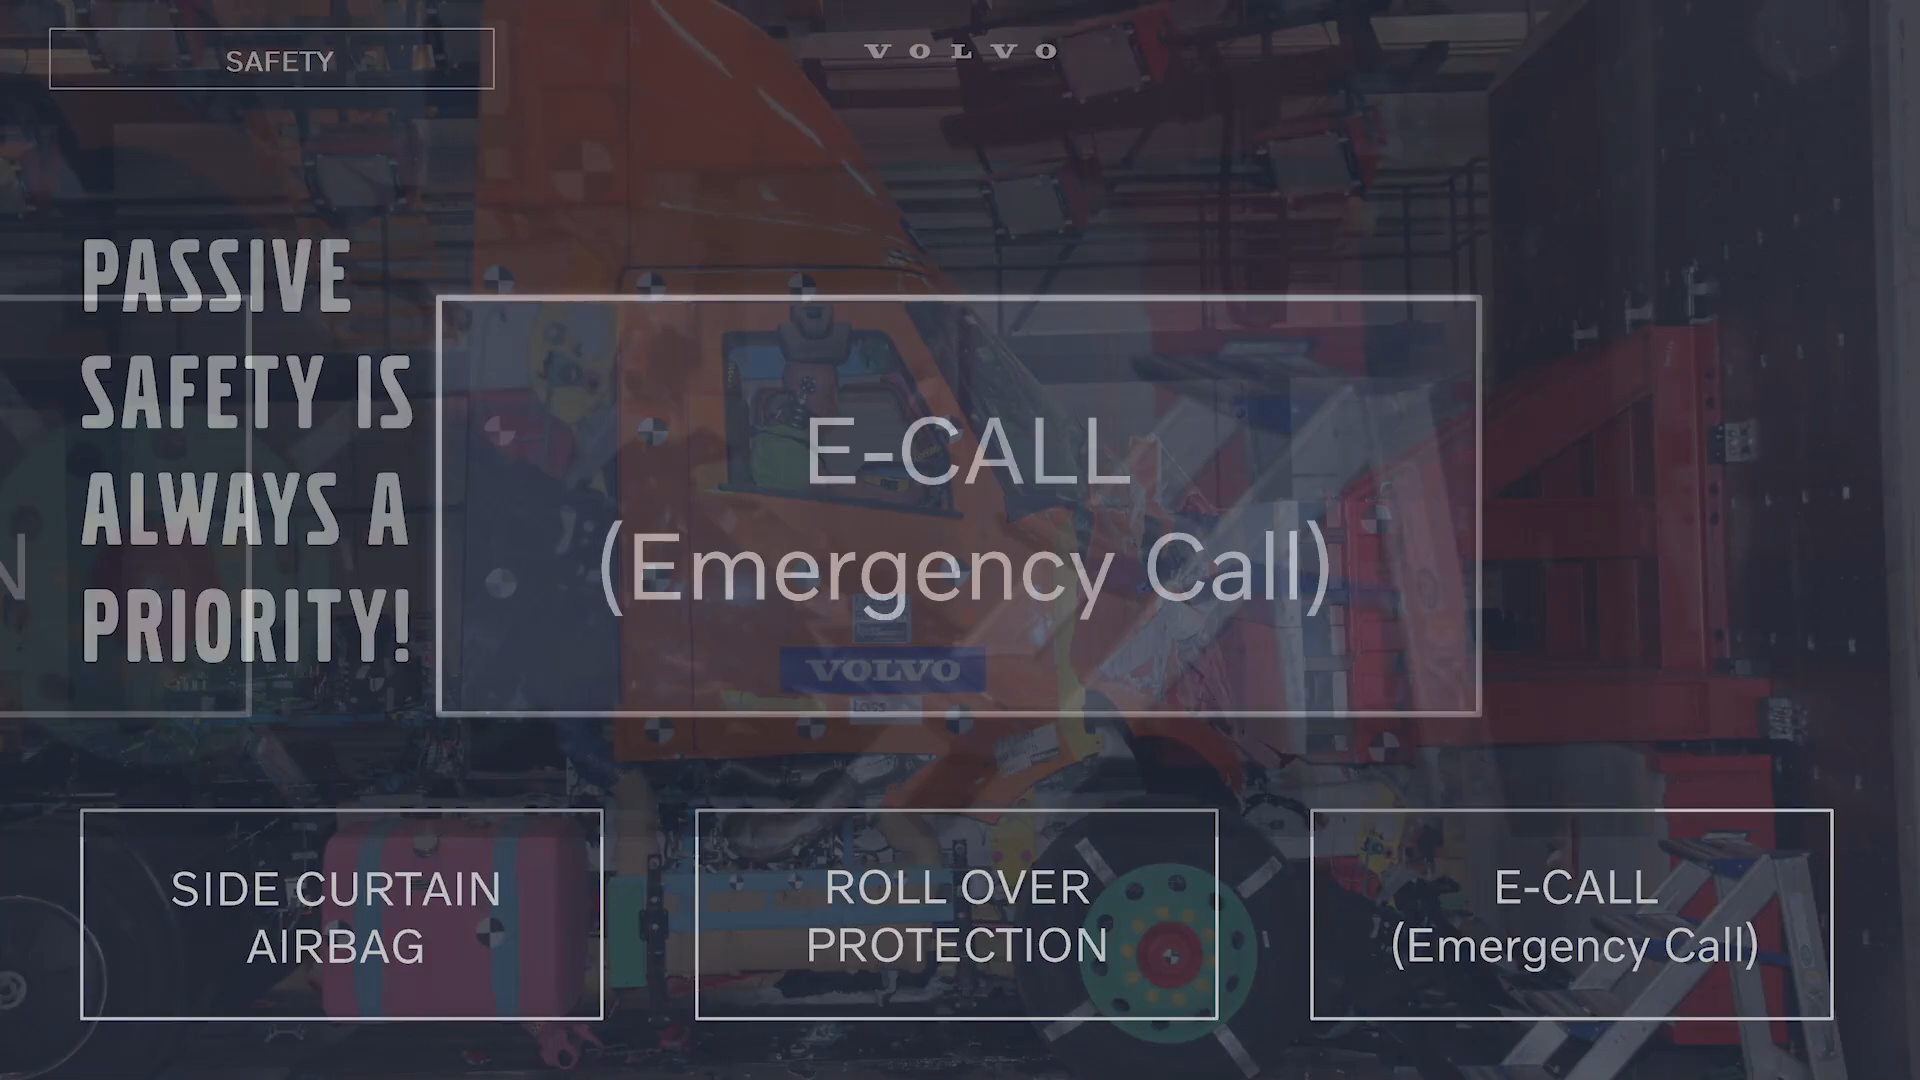 SAFETY
VOLVO
PASSIVE
SAFETY IS
ALWAYS A
PRIORITY!
N
E-CALL
(Emergency Call)
VOLVO
SIDE CURTAIN
AIRBAG
ROLL OVER
PROTECTION
E-CALL
(Emergency Call)